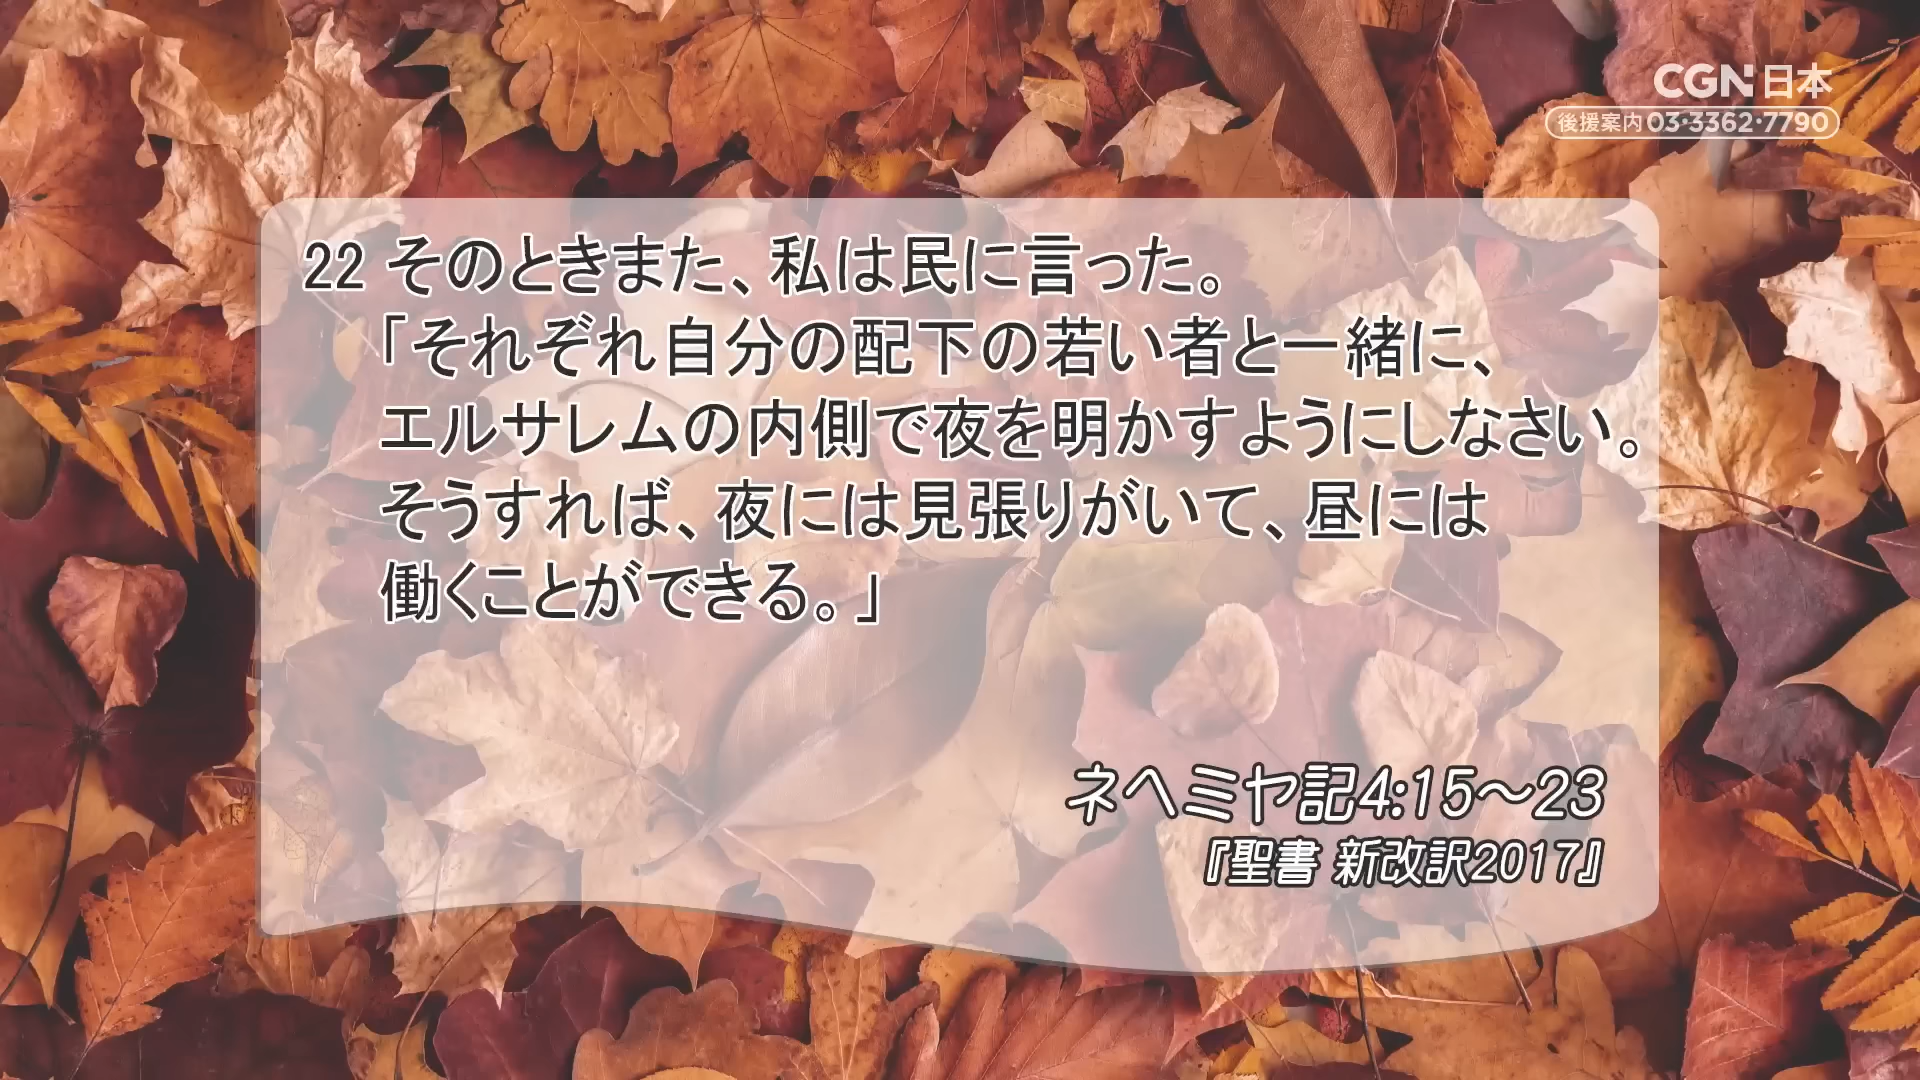 CGN日本
後援案内 03·3362·7790
22 そのときまた、私は民に言った。
「それぞれ自分の配下の若い者と一緒に、
エルサレムの内側で夜を明かすようにしなさい。
そうすれば、夜には見張りがいて、昼には
働くことができる。」
ネヘミヤ記4:15～23
『聖書 新改訳2017』